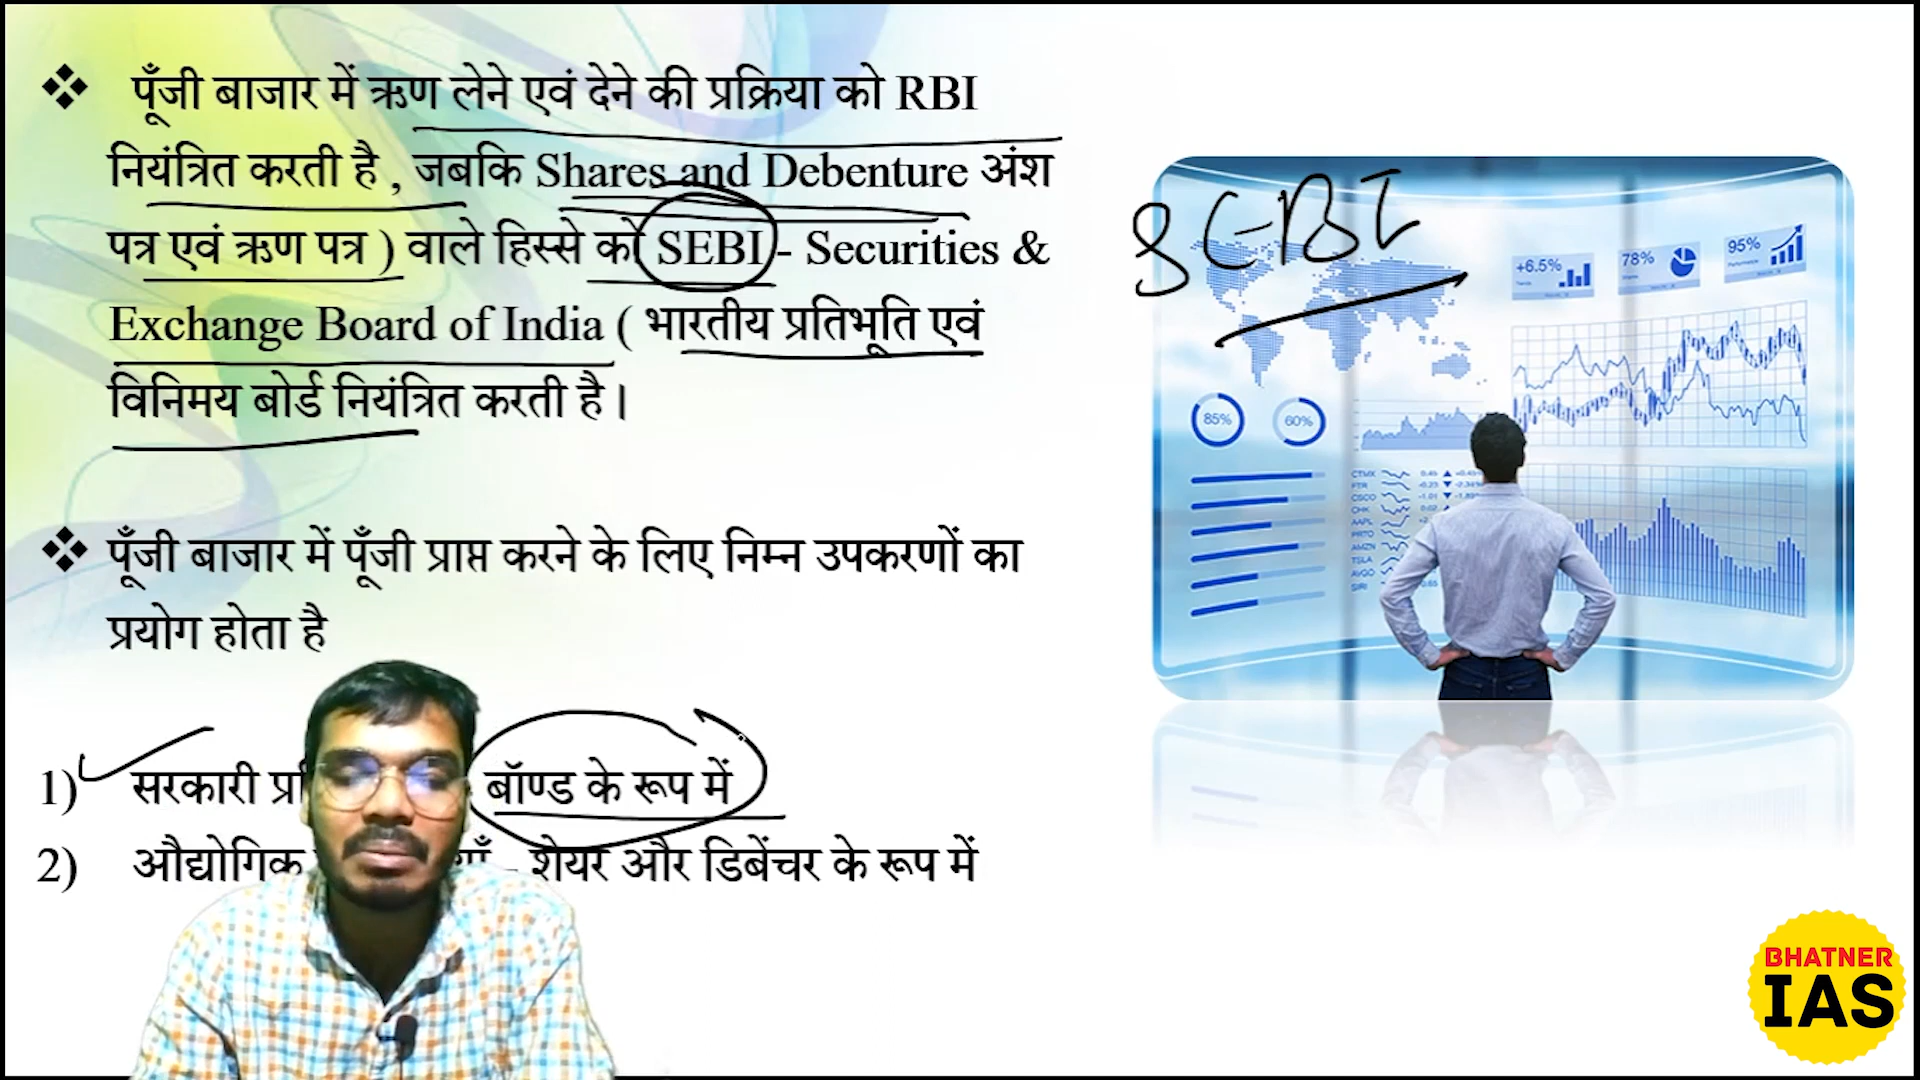 ❖ पूँजी बाजार में ऋण लेने एवं देने की प्रक्रिया को RBI
नियंत्रित करती है , जबकि Shares and Debenture अंश
पत्र एवं ऋण पत्र ) वाले हिस्से को SEBI - Securities &
Exchange Board of India ( भारतीय प्रतिभूति एवं
विनिमय बोर्ड नियंत्रित करती है।
❖ पूँजी बाजार में पूँजी प्राप्त करने के लिए निम्न उपकरणों का
प्रयोग होता है
1) सरकारी बॉण्ड के रूप में
2) औद्योगिक - शेयर और डिबेंचर के रूप में
SEBI
+6.5%
78%
95%
85%
60%
BHATNER
IAS